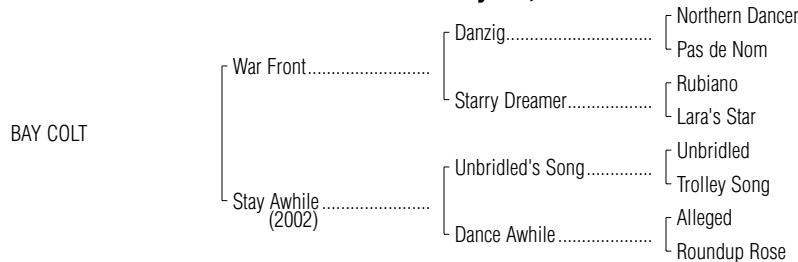 Northern Dancer
Danzig
Pas de Nom
War Front
Rubiano
Starry Dreamer
Lara's Star
BAY COLT
Unbridled
Unbridled's Song
Trolley Song
Stay Awhile
(2002)
Alleged
Dance Awhile
Roundup Rose